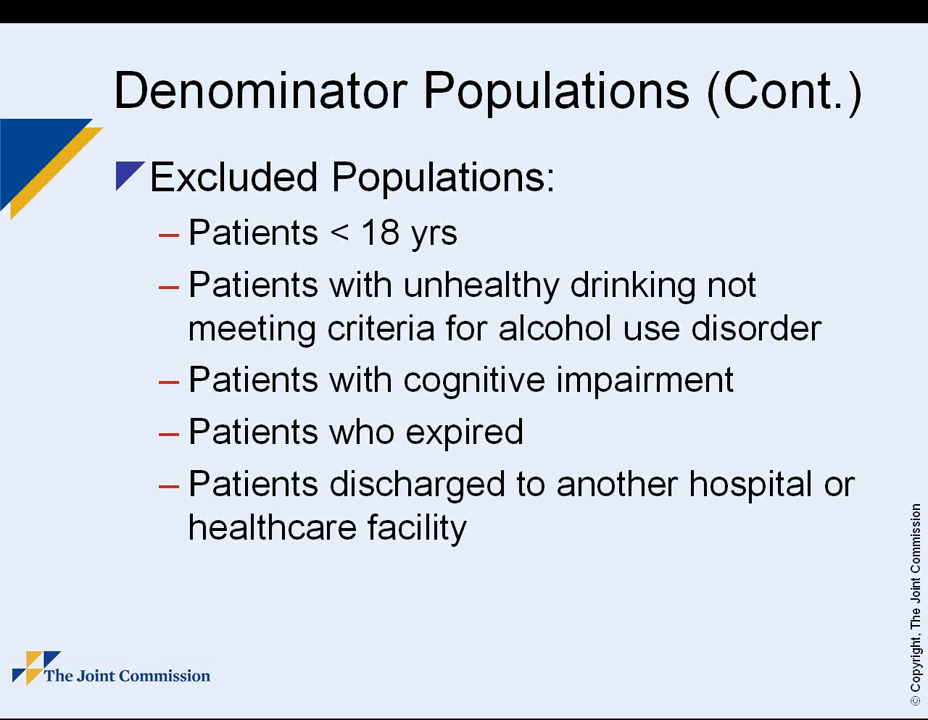 Denominator Populations (Cont.)
Excluded Populations:
– Patients < 18 yrs
– Patients with unhealthy drinking not
meeting criteria for alcohol use disorder
– Patients with cognitive impairment
– Patients who expired
– Patients discharged to another hospital or
healthcare facility
© Copyright, The Joint Commission
The Joint Commission